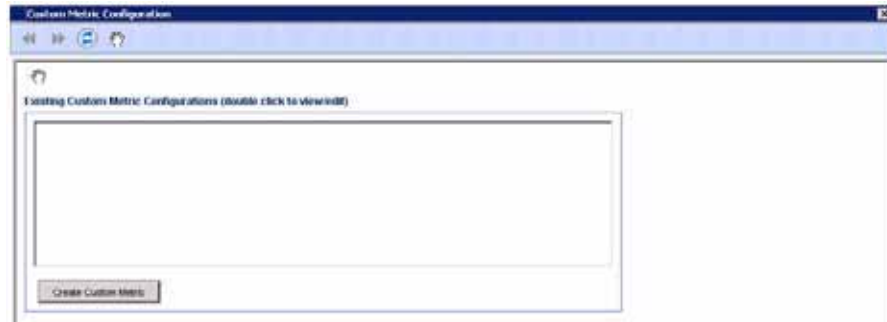 Custom Metric Configuration
Existing Custom Metric Configurations (double click to view/edit)
Create Custom Metric